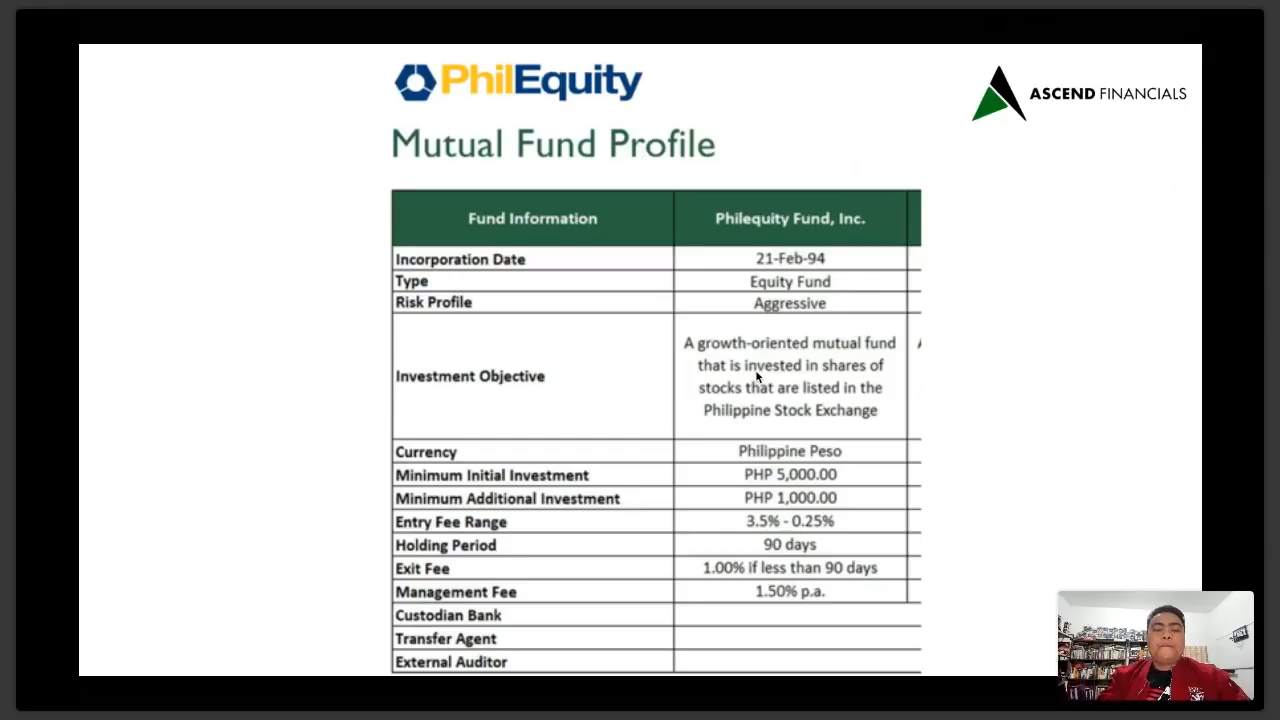 PhilEquity
ASCEND FINANCIALS
Mutual Fund Profile
Fund Information Philequity Fund, Inc.
Incorporation Date 21-Feb-94
Type Equity Fund
Risk Profile Aggressive
Investment Objective
A growth-oriented mutual fund
that is invested in shares of
stocks that are listed in the
Philippine Stock Exchange
Currency Philippine Peso
Minimum Initial Investment PHP 5,000.00
Minimum Additional Investment PHP 1,000.00
Entry Fee Range 3.5% - 0.25%
Holding Period 90 days
Exit Fee 1.00% if less than 90 days
Management Fee 1.50% p.a.
Custodian Bank
Transfer Agent
External Auditor